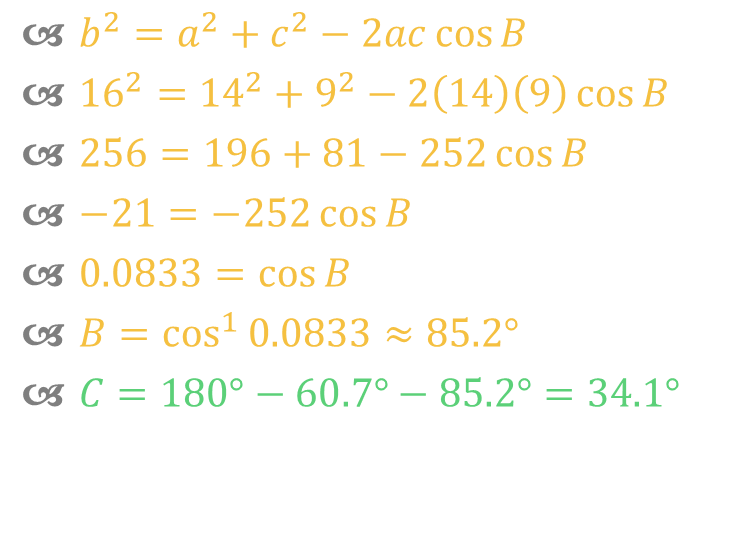 b² = a² + c² − 2ac cos B
16² = 14² + 9² − 2(14)(9) cos B
256 = 196 + 81 − 252 cos B
−21 = −252 cos B
0.0833 = cos B
B = cos¹ 0.0833 ≈ 85.2°
C = 180° − 60.7° − 85.2° = 34.1°